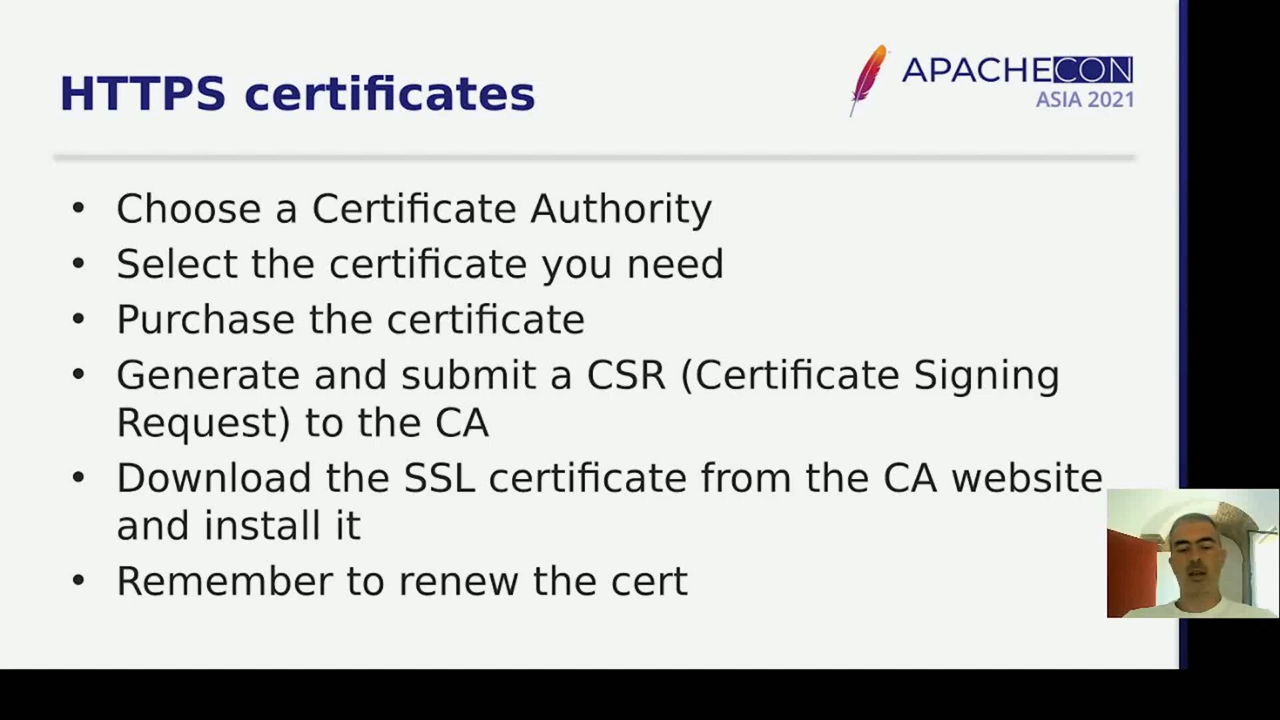 HTTPS certificates
APACHECON
ASIA 2021
• Choose a Certificate Authority
• Select the certificate you need
• Purchase the certificate
• Generate and submit a CSR (Certificate Signing
Request) to the CA
• Download the SSL certificate from the CA website
and install it
• Remember to renew the cert